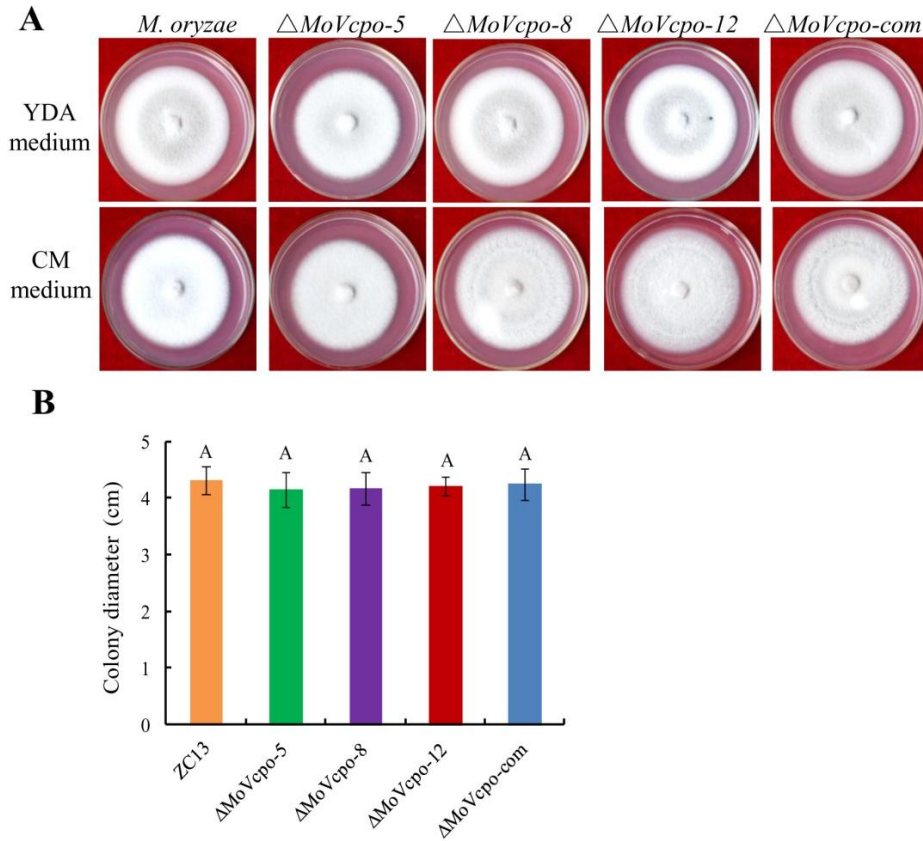 A
M. oryzae △MoVcpo-5 △MoVcpo-8 △MoVcpo-12 △MoVcpo-com
YDA
medium
CM
medium
B
Colony diameter (cm)
5
4
3
2
1
0
A A A A A
ZC13 ΔMoVcpo-5 ΔMoVcpo-8 ΔMoVcpo-12 ΔMoVcpo-com